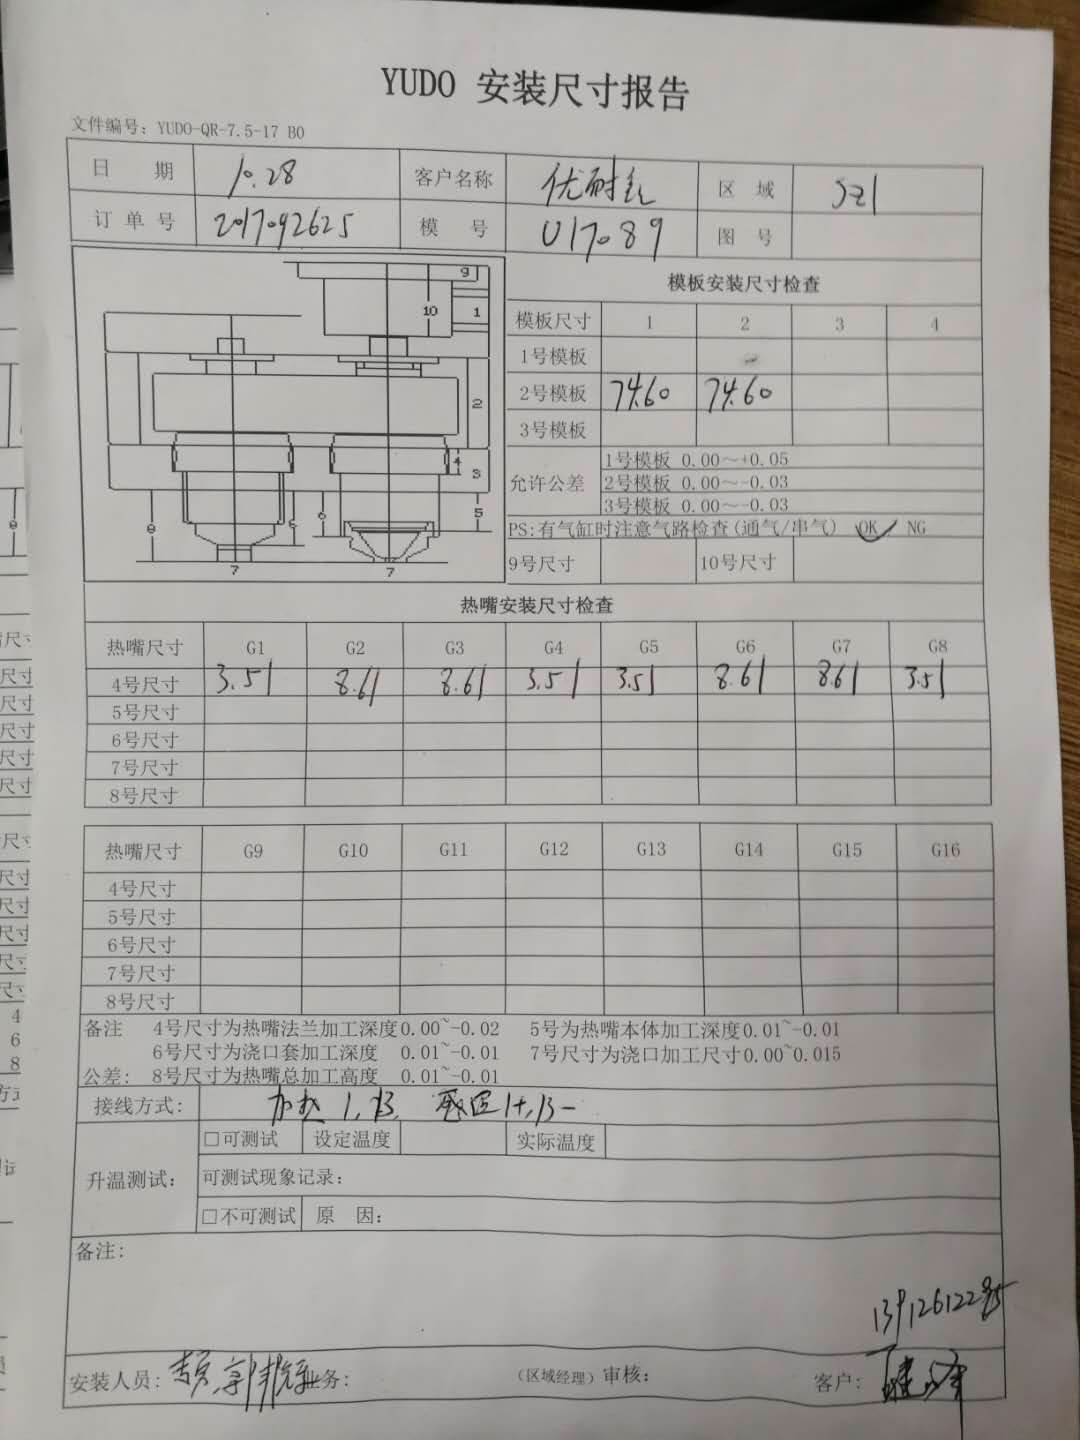 YUDO 安装尺寸报告
文件编号: YUDO-QR-7.5-17 B0
日 期 10.28 客户名称 区 域 SZ1
订单号 2017092625 模 号 U17089 图 号
9
10 1
2
4 3
8 6 5
7 7
模板安装尺寸检查
模板尺寸 1 2 3 4
1号模板
2号模板 74.60 74.60
3号模板
允许公差 1号模板 0.00~+0.05
2号模板 0.00~-0.03
3号模板 0.00~-0.03
PS:有气缸时注意气路检查(通气/串气) OK / NG
9号尺寸 10号尺寸
热嘴安装尺寸检查
热嘴尺寸 G1 G2 G3 G4 G5 G6 G7 G8
4号尺寸 3.51 8.61 8.61 3.51 3.51 8.61 8.61 3.51
5号尺寸
6号尺寸
7号尺寸
8号尺寸
热嘴尺寸 G9 G10 G11 G12 G13 G14 G15 G16
4号尺寸
5号尺寸
6号尺寸
7号尺寸
8号尺寸
备注 4号尺寸为热嘴法兰加工深度0.00~-0.02 5号为热嘴本体加工深度0.01~-0.01
6号尺寸为浇口套加工深度 0.01~-0.01 7号尺寸为浇口加工尺寸0.00~0.015
公差: 8号尺寸为热嘴总加工高度 0.01~-0.01
接线方式: 加热 1, 13, 感温 1+, 13-
□可测试 设定温度 实际温度
升温测试: 可测试现象记录:
□不可测试 原 因:
备注:
安装人员: 业务: (区域经理) 审核: 客户: